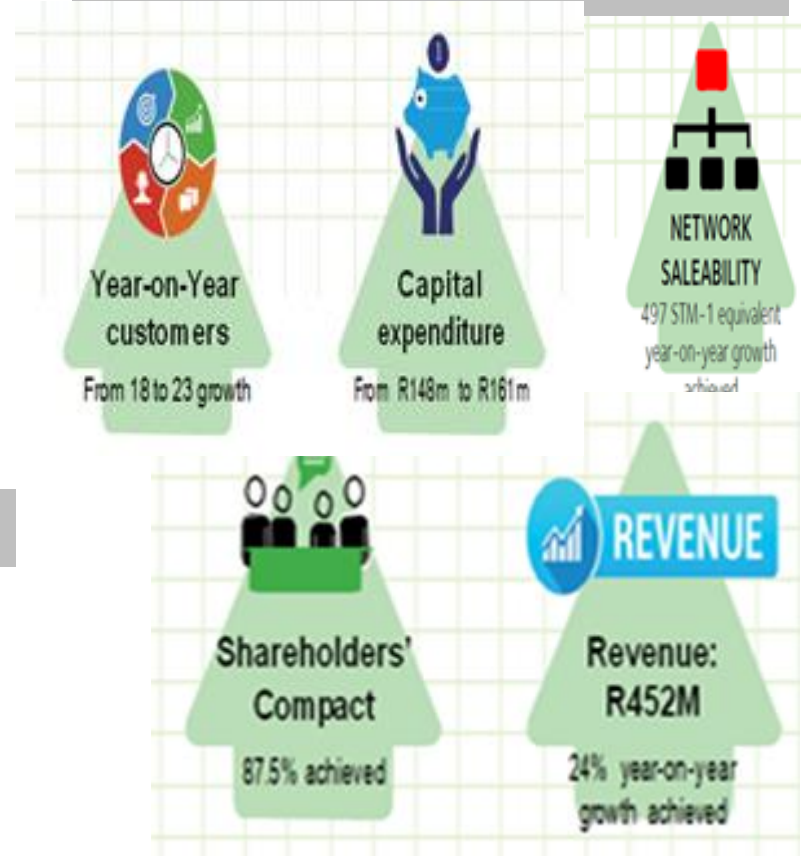 Year-on-Year
customers
From 18 to 23 growth
Capital
expenditure
From R148m to R161m
NETWORK
SALEABILITY
497 STM-1 equivalent
year-on-year growth
achieved
Shareholders'
Compact
87.5% achieved
REVENUE
Revenue:
R452M
24% year-on-year
growth achieved